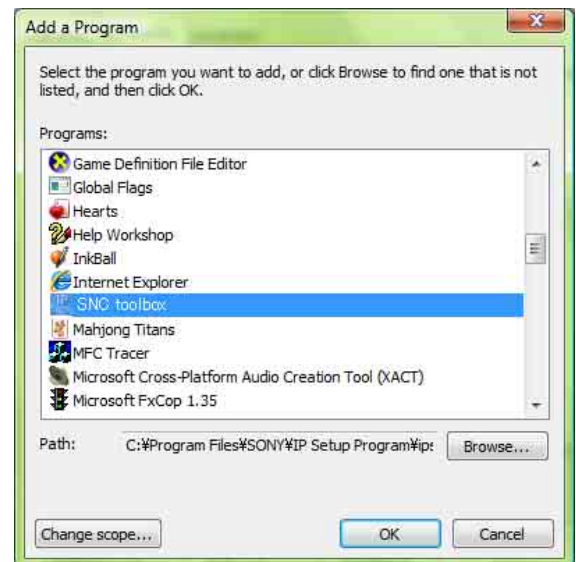 Add a Program
Select the program you want to add, or click Browse to find one that is not
listed, and then click OK.
Programs:
Game Definition File Editor
Global Flags
Hearts
Help Workshop
InkBall
Internet Explorer
SNC toolbox
Mahjong Titans
MFC Tracer
Microsoft Cross-Platform Audio Creation Tool (XACT)
Microsoft FxCop 1.35
Path: C:¥Program Files¥SONY¥IP Setup Program¥ips
Browse...
Change scope... OK Cancel